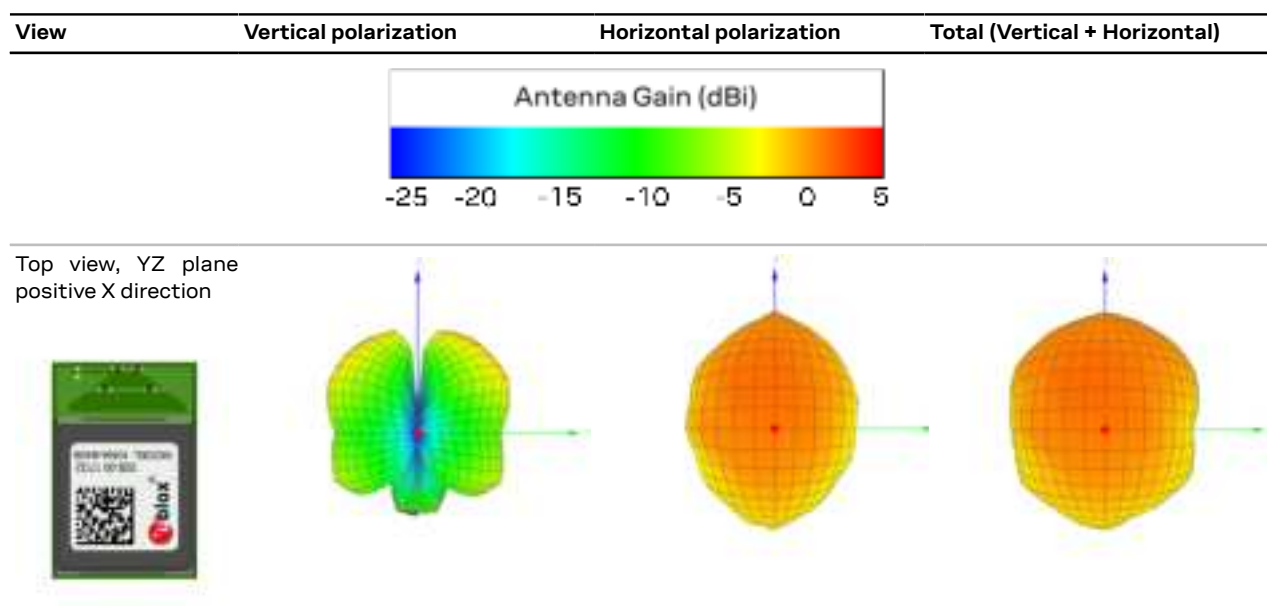 View Vertical polarization Horizontal polarization Total (Vertical + Horizontal)
Antenna Gain (dBi)
-25 -20 -15 -10 -5 0 5
Top view, YZ plane
positive X direction
blox